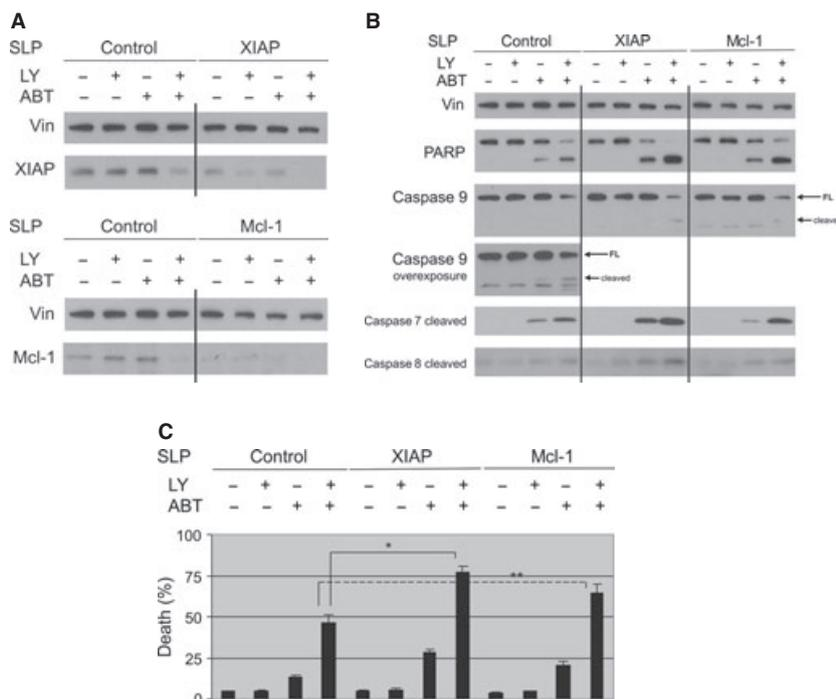 A
SLP Control XIAP
LY – + – + – + – +
ABT – – + + – – + +
Vin
XIAP
SLP Control Mcl-1
LY – + – + – + – +
ABT – – + + – – + +
Vin
Mcl-1
B
SLP Control XIAP Mcl-1
LY – + – + – + – + – + – +
ABT – – + + – – + + – – + +
Vin
PARP
Caspase 9
FL
Caspase 9
overexposure
FL
cleaved
Caspase 7 cleaved
Caspase 8 cleaved
C
SLP Control XIAP Mcl-1
LY – + – + – + – + – + – +
ABT – – + + – – + + – – + +
Death (%)
100
75
50
25
0
*
**